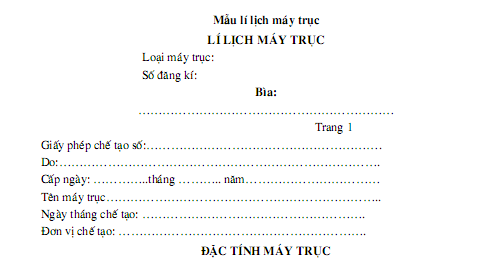 Mẫu lí lịch máy trục
LÍ LỊCH MÁY TRỤC
Loại máy trục:
Số đăng kí:
Bìa:
……………………………………………………
Trang 1
Giấy phép chế tạo số:………………………………………………
Do:……………………………………………………………….
Cấp ngày: …………..tháng ……….. năm…………………………
Tên máy trục……………………………………………………..
Ngày tháng chế tạo: …………………………………………….
Đơn vị chế tạo: ………………………………………………….
ĐẶC TÍNH MÁY TRỤC